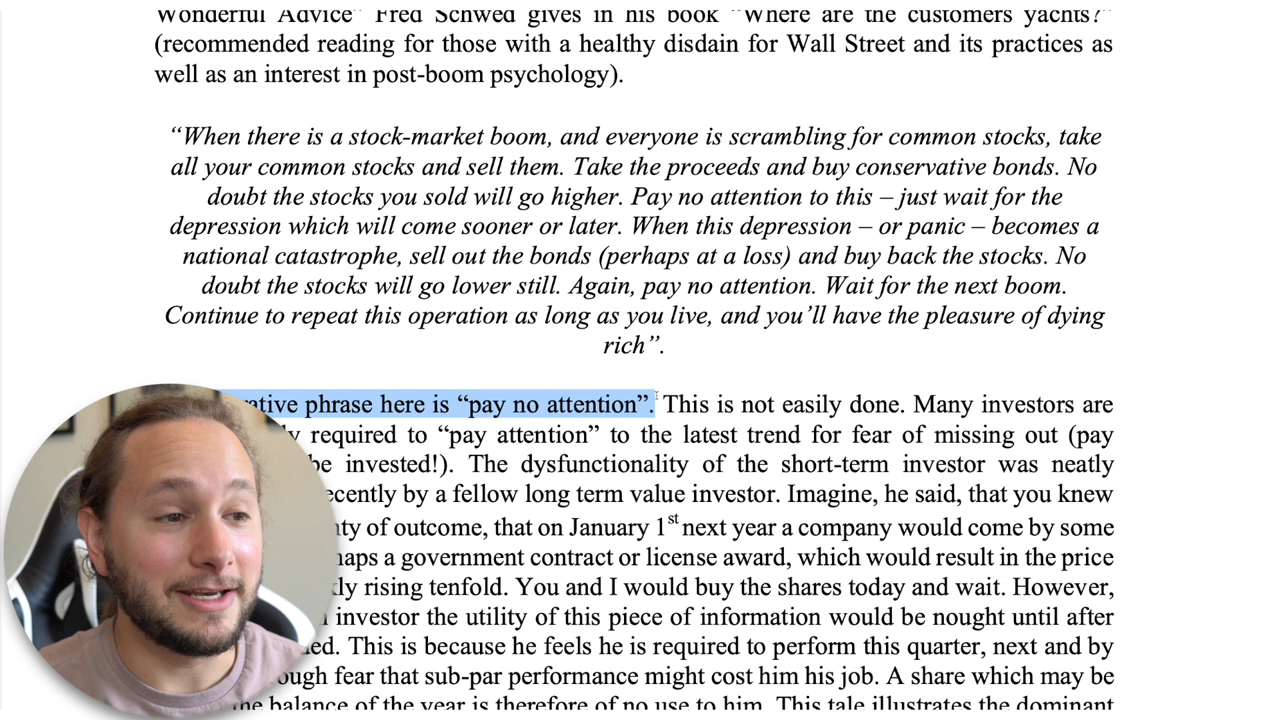 Wonderful Advice” Fred Schwed gives in his book “Where are the customers yachts?”
(recommended reading for those with a healthy disdain for Wall Street and its practices as
well as an interest in post-boom psychology).
“When there is a stock-market boom, and everyone is scrambling for common stocks, take
all your common stocks and sell them. Take the proceeds and buy conservative bonds. No
doubt the stocks you sold will go higher. Pay no attention to this – just wait for the
depression which will come sooner or later. When this depression – or panic – becomes a
national catastrophe, sell out the bonds (perhaps at a loss) and buy back the stocks. No
doubt the stocks will go lower still. Again, pay no attention. Wait for the next boom.
Continue to repeat this operation as long as you live, and you’ll have the pleasure of dying
rich”.
phrase here is “pay no attention”. This is not easily done. Many investors are
required to “pay attention” to the latest trend for fear of missing out (pay
be invested!). The dysfunctionality of the short-term investor was neatly
recently by a fellow long term value investor. Imagine, he said, that you knew
of outcome, that on January 1st next year a company would come by some
a government contract or license award, which would result in the price
rising tenfold. You and I would buy the shares today and wait. However,
investor the utility of this piece of information would be nought until after
This is because he feels he is required to perform this quarter, next and by
fear that sub-par performance might cost him his job. A share which may be
the balance of the year is therefore of no use to him. This tale illustrates the dominant